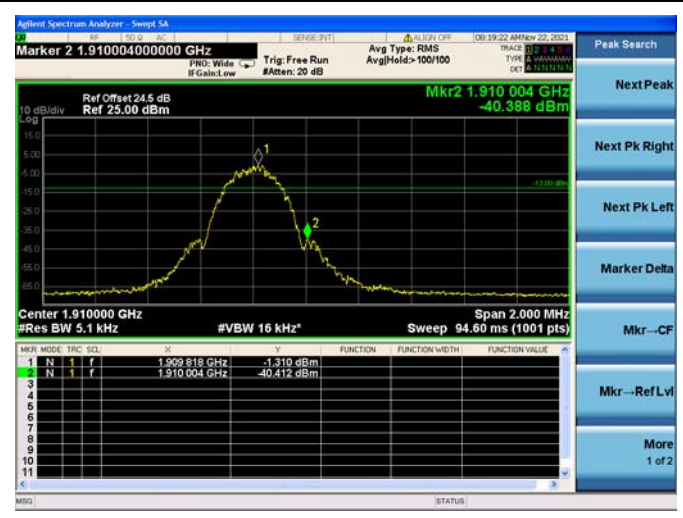 Agilent Spectrum Analyzer - Swept SA
RF 50 Ω AC SENSE:INT ALIGN OFF 08:19:22 AM Nov 22, 2021
Marker 2 1.910004000000 GHz
PNO: Wide
IFGain:Low
Trig: Free Run
#Atten: 20 dB
Avg Type: RMS
Avg|Hold:> 100/100
TRACE 1 2 3 4 5 6
TYPE
DET A N N N N N
Peak Search
Ref Offset 24.5 dB
Ref 25.00 dBm
10 dB/div
Log
Mkr2 1.910 004 GHz
-40.388 dBm
15.0
5.00
-5.00
-15.0
-25.0
-35.0
-45.0
-55.0
-65.0
1
2
-13.00 dBm
Center 1.910000 GHz
#Res BW 5.1 kHz
#VBW 16 kHz*
Span 2.000 MHz
Sweep 94.60 ms (1001 pts)
MKR MODE TRC SCL X Y FUNCTION FUNCTION WIDTH FUNCTION VALUE
1 N 1 f 1.909 818 GHz -1.310 dBm
2 N 1 f 1.910 004 GHz -40.412 dBm
3
4
5
6
7
8
9
10
11
MSG
STATUS
Next Peak
Next Pk Right
Next Pk Left
Marker Delta
Mkr→CF
Mkr→Ref Lvl
More
1 of 2